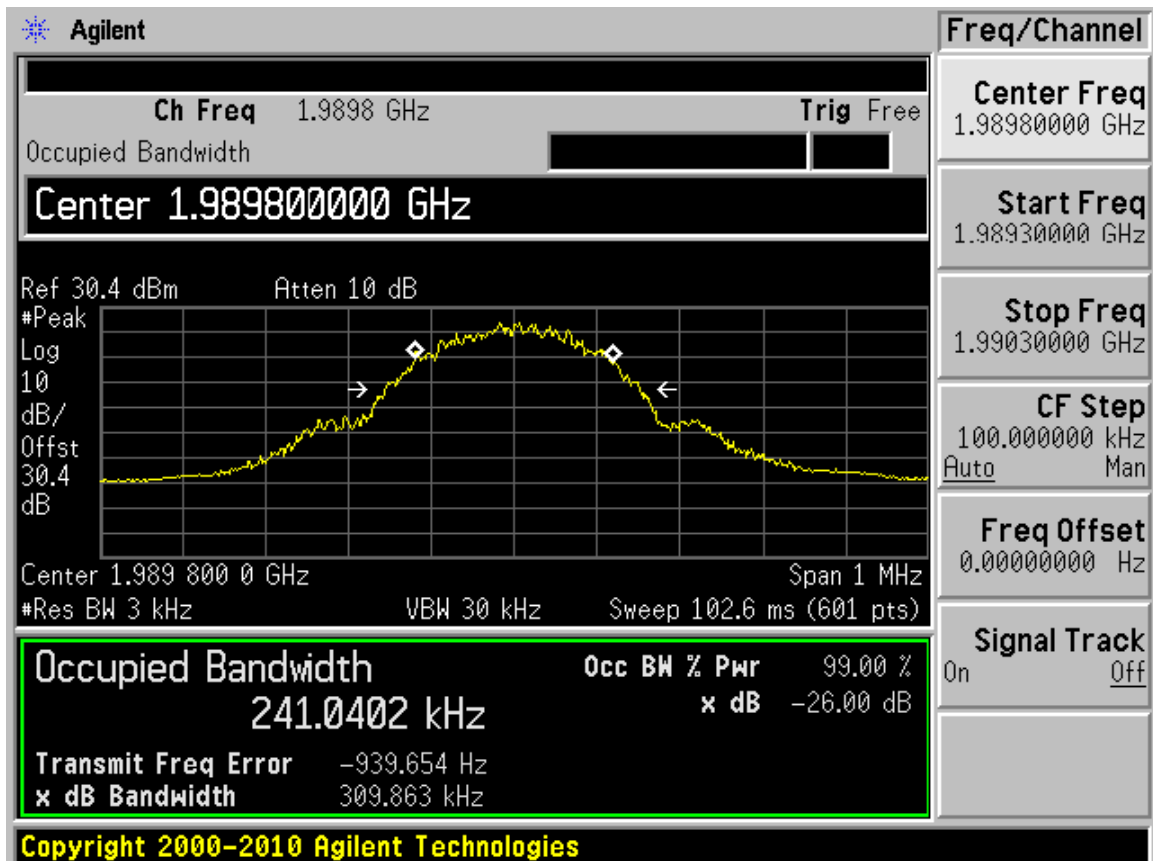 Agilent
Freq/Channel
Ch Freq 1.9898 GHz Trig Free
Occupied Bandwidth
Center 1.989800000 GHz
Ref 30.4 dBm Atten 10 dB
#Peak
Log
10
dB/
Offst
30.4
dB
Center 1.989 800 0 GHz Span 1 MHz
#Res BW 3 kHz VBW 30 kHz Sweep 102.6 ms (601 pts)
Occupied Bandwidth
241.0402 kHz
Occ BW % Pwr 99.00 %
x dB -26.00 dB
Transmit Freq Error -939.654 Hz
x dB Bandwidth 309.863 kHz
Center Freq
1.98980000 GHz
Start Freq
1.98930000 GHz
Stop Freq
1.99030000 GHz
CF Step
100.000000 kHz
Auto Man
Freq Offset
0.00000000 Hz
Signal Track
On Off
Copyright 2000-2010 Agilent Technologies